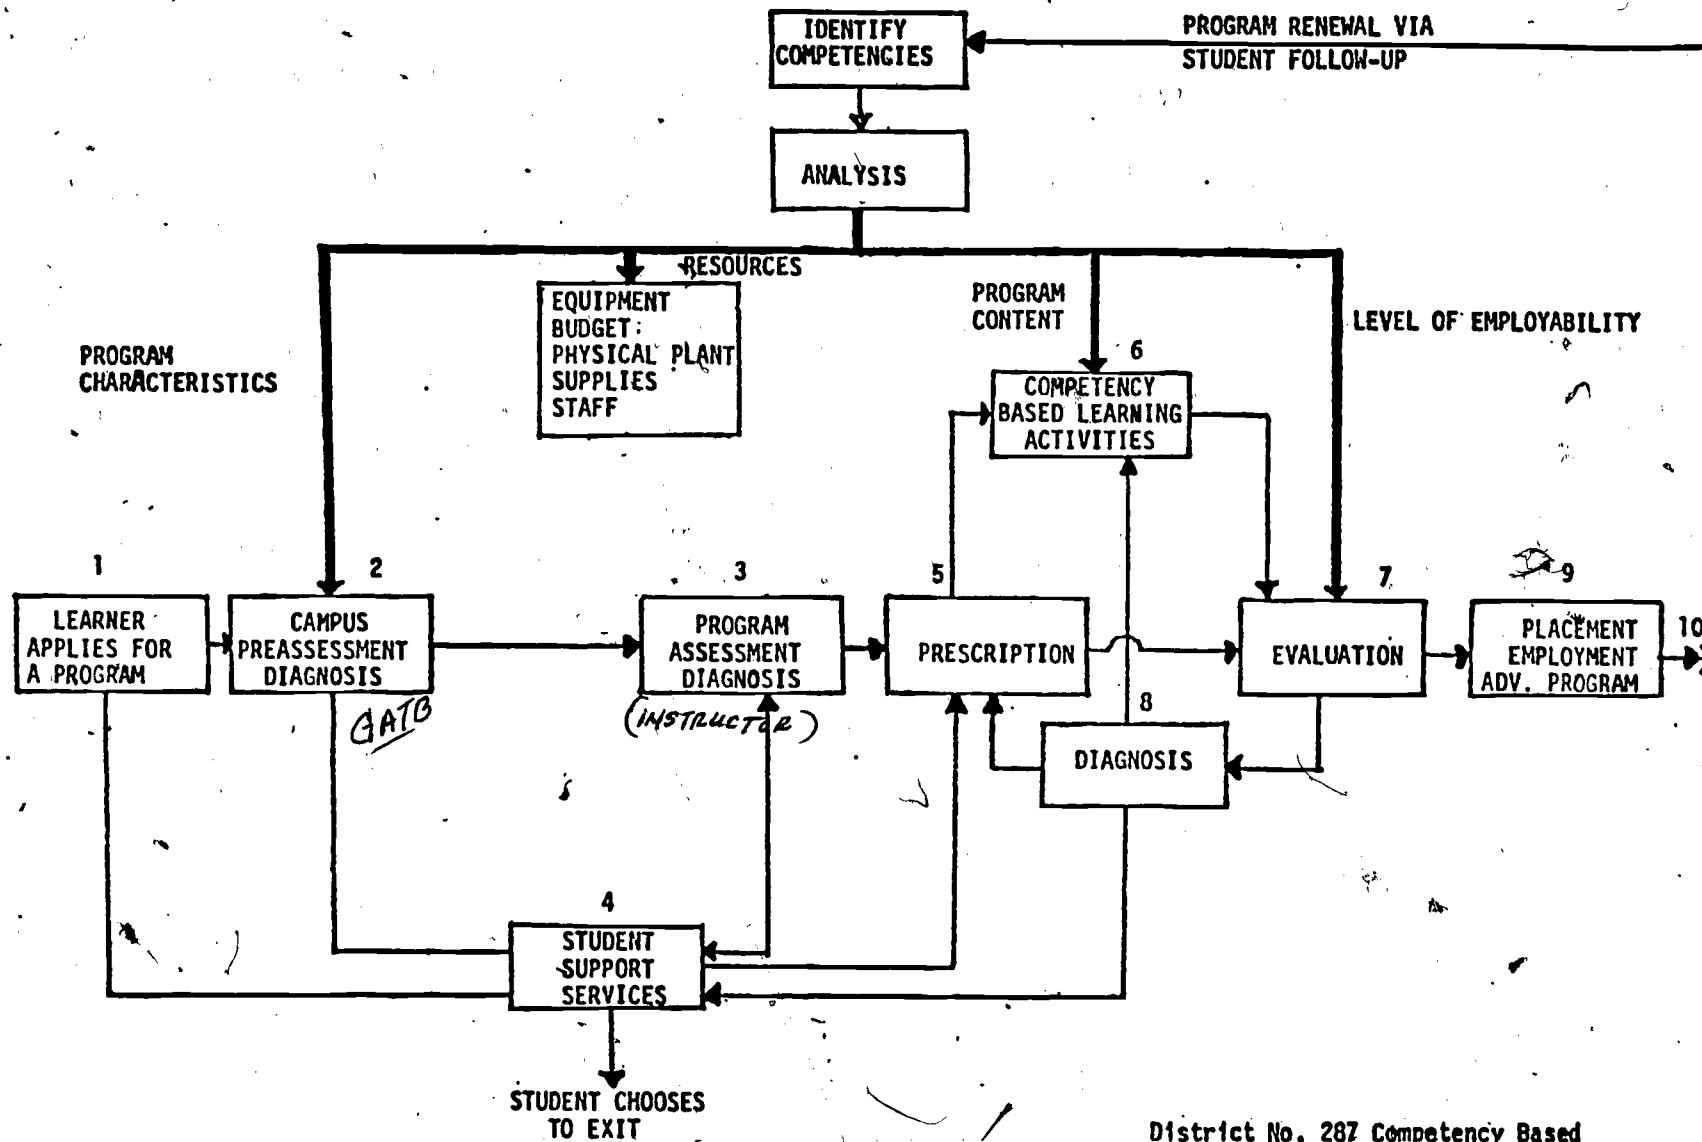 IDENTIFY
COMPETENCIES
PROGRAM RENEWAL VIA
STUDENT FOLLOW-UP
ANALYSIS
RESOURCES
EQUIPMENT
BUDGET
PHYSICAL PLANT
SUPPLIES
STAFF
PROGRAM
CONTENT
LEVEL OF EMPLOYABILITY
PROGRAM
CHARACTERISTICS
6
COMPETENCY
BASED LEARNING
ACTIVITIES
1
LEARNER
APPLIES FOR
A PROGRAM
2
CAMPUS
PREASSESSMENT
DIAGNOSIS
GATB
3
PROGRAM
ASSESSMENT
DIAGNOSIS
(INSTRUCTOR)
5
PRESCRIPTION
7
EVALUATION
9
PLACEMENT
EMPLOYMENT
ADV. PROGRAM
10
8
DIAGNOSIS
4
STUDENT
SUPPORT
SERVICES
STUDENT CHOOSES
TO EXIT
District No. 287 Competency Based